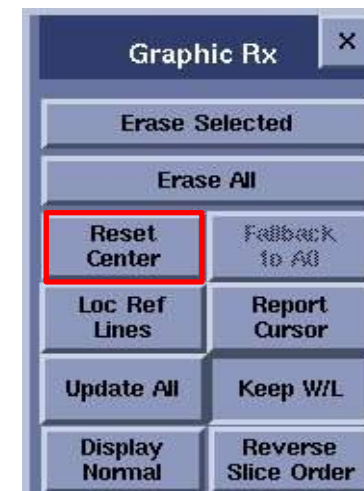 Graphic Rx X
Erase Selected
Erase All
Reset
Center
Fallback
to A0
Loc Ref
Lines
Report
Cursor
Update All
Keep W/L
Display
Normal
Reverse
Slice Order